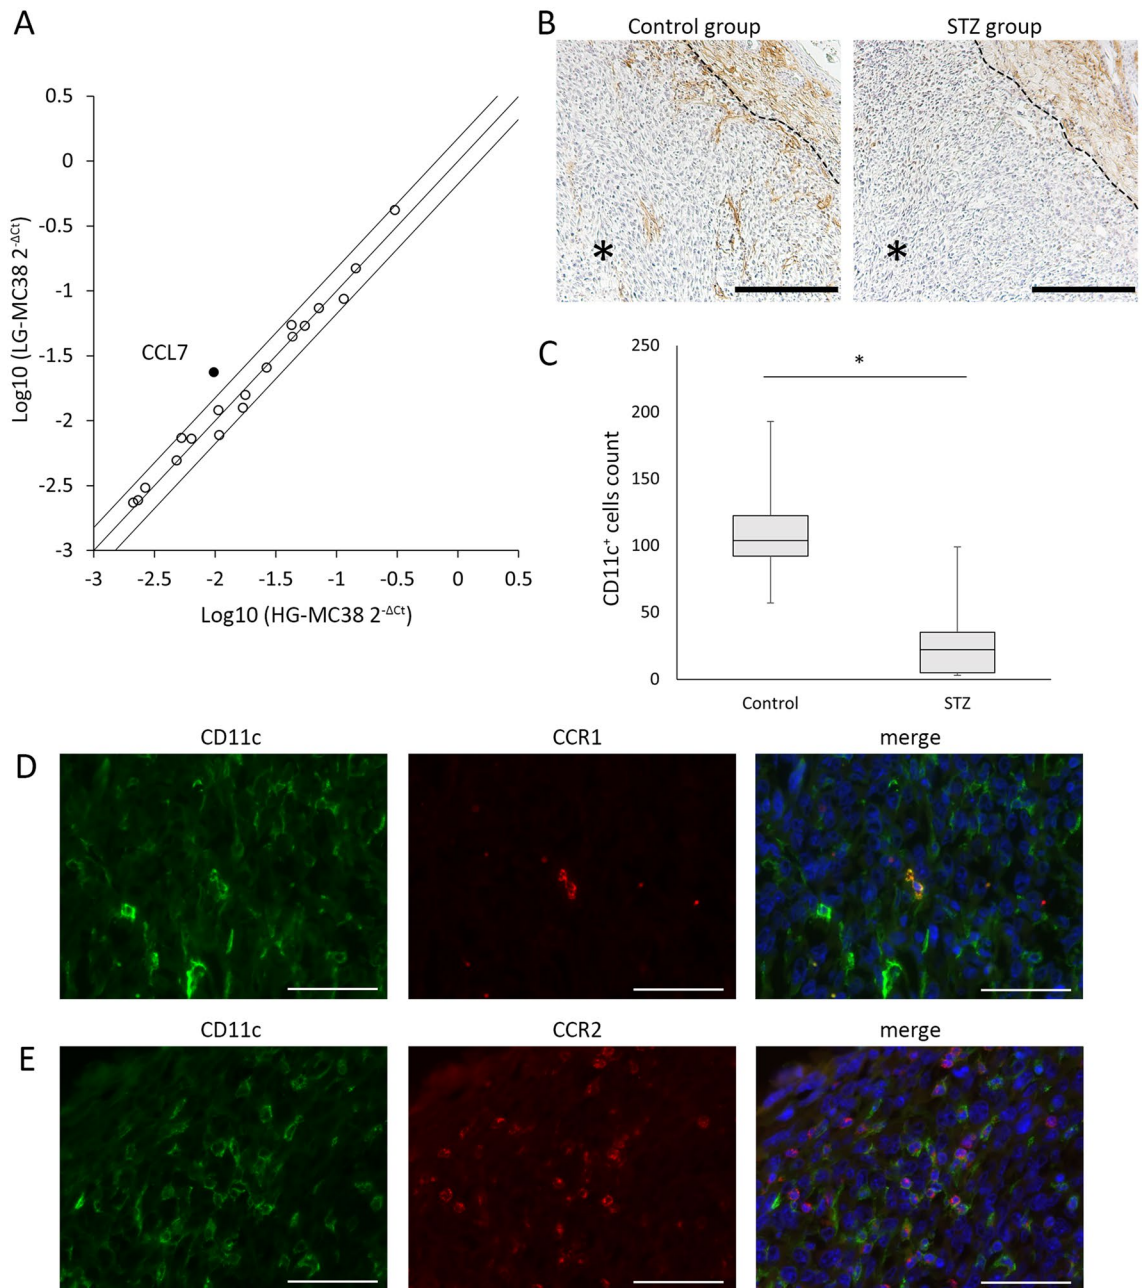 A
0.5
0
-0.5
-1
-1.5
-2
-2.5
-3
Log10 (LG-MC38 2^-ΔCt)
CCL7
-3 -2.5 -2 -1.5 -1 -0.5 0 0.5
Log10 (HG-MC38 2^-ΔCt)
B
Control group STZ group
* *
C
250
200
150
100
50
0
CD11c+ cells count
*
Control STZ
D
CD11c CCR1 merge
E
CD11c CCR2 merge